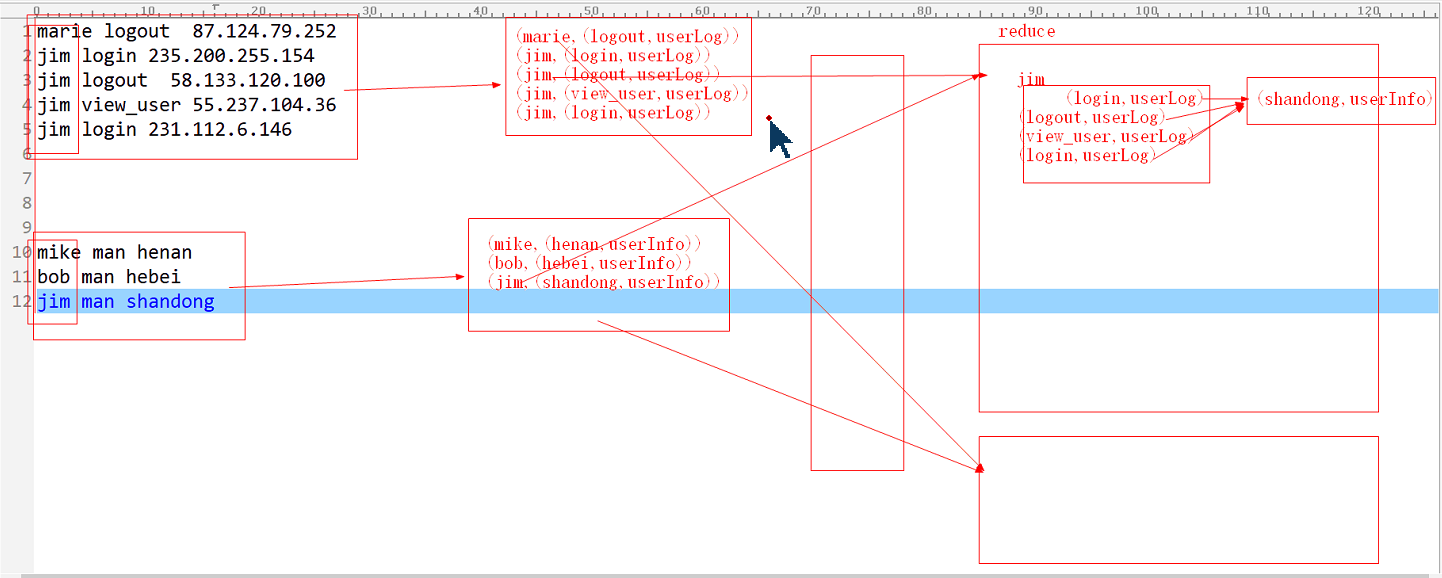 0 10 20 30 40 50 60 70 80 90 100 110 120
1 marie logout  87.124.79.252
2 jim login 235.200.255.154
3 jim logout  58.133.120.100
4 jim view_user 55.237.104.36
5 jim login 231.112.6.146
6
7
8
9
10 mike man henan
11 bob man hebei
12 jim man shandong
(marie,(logout,userLog))
(jim,(login,userLog))
(jim,(logout,userLog))
(jim,(view_user,userLog))
(jim,(login,userLog))
(mike,(henan,userInfo))
(bob,(hebei,userInfo))
(jim,(shandong,userInfo))
reduce
jim
(login,userLog)
(logout,userLog)
(view_user,userLog)
(login,userLog)
(shandong,userInfo)